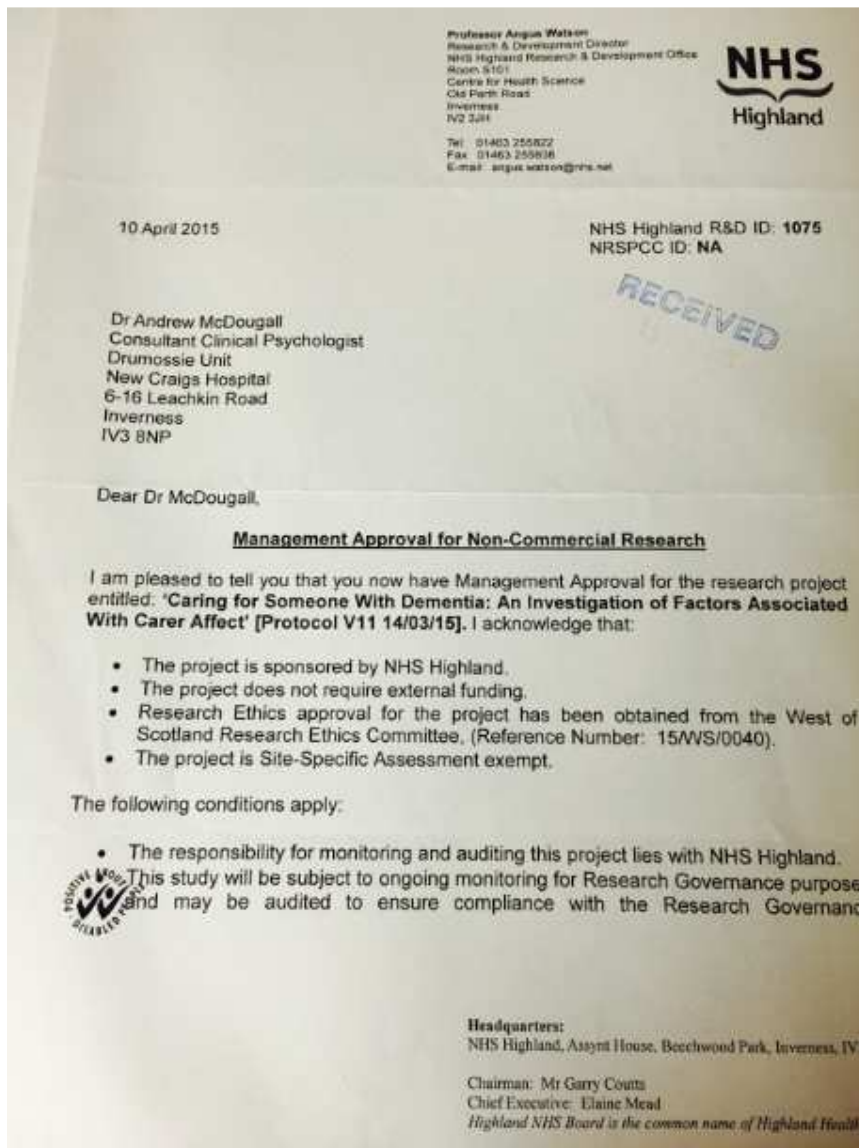 Professor Angus Watson
Research & Development Director
NHS Highland Research & Development Office
Room S101
Centre for Health Science
Old Perth Road
Inverness
IV2 3JH
Tel: 01463 255822
Fax: 01463 255838
E-mail: angus.watson@nhs.net
NHS
Highland
10 April 2015
NHS Highland R&D ID: 1075
NRSPCC ID: NA
RECEIVED
Dr Andrew McDougall
Consultant Clinical Psychologist
Drumossie Unit
New Craigs Hospital
6-16 Leachkin Road
Inverness
IV3 8NP
Dear Dr McDougall,
Management Approval for Non-Commercial Research
I am pleased to tell you that you now have Management Approval for the research project
entitled: 'Caring for Someone With Dementia: An Investigation of Factors Associated
With Carer Affect' [Protocol V11 14/03/15]. I acknowledge that:
• The project is sponsored by NHS Highland.
• The project does not require external funding.
• Research Ethics approval for the project has been obtained from the West of
Scotland Research Ethics Committee, (Reference Number: 15/WS/0040).
• The project is Site-Specific Assessment exempt.
The following conditions apply:
• The responsibility for monitoring and auditing this project lies with NHS Highland.
This study will be subject to ongoing monitoring for Research Governance purpose
and may be audited to ensure compliance with the Research Governanc
POSITIVE ABOUT DISABLED PEOPLE
Headquarters:
NHS Highland, Assynt House, Beechwood Park, Inverness, IV
Chairman: Mr Garry Coutts
Chief Executive: Elaine Mead
Highland NHS Board is the common name of Highland Health